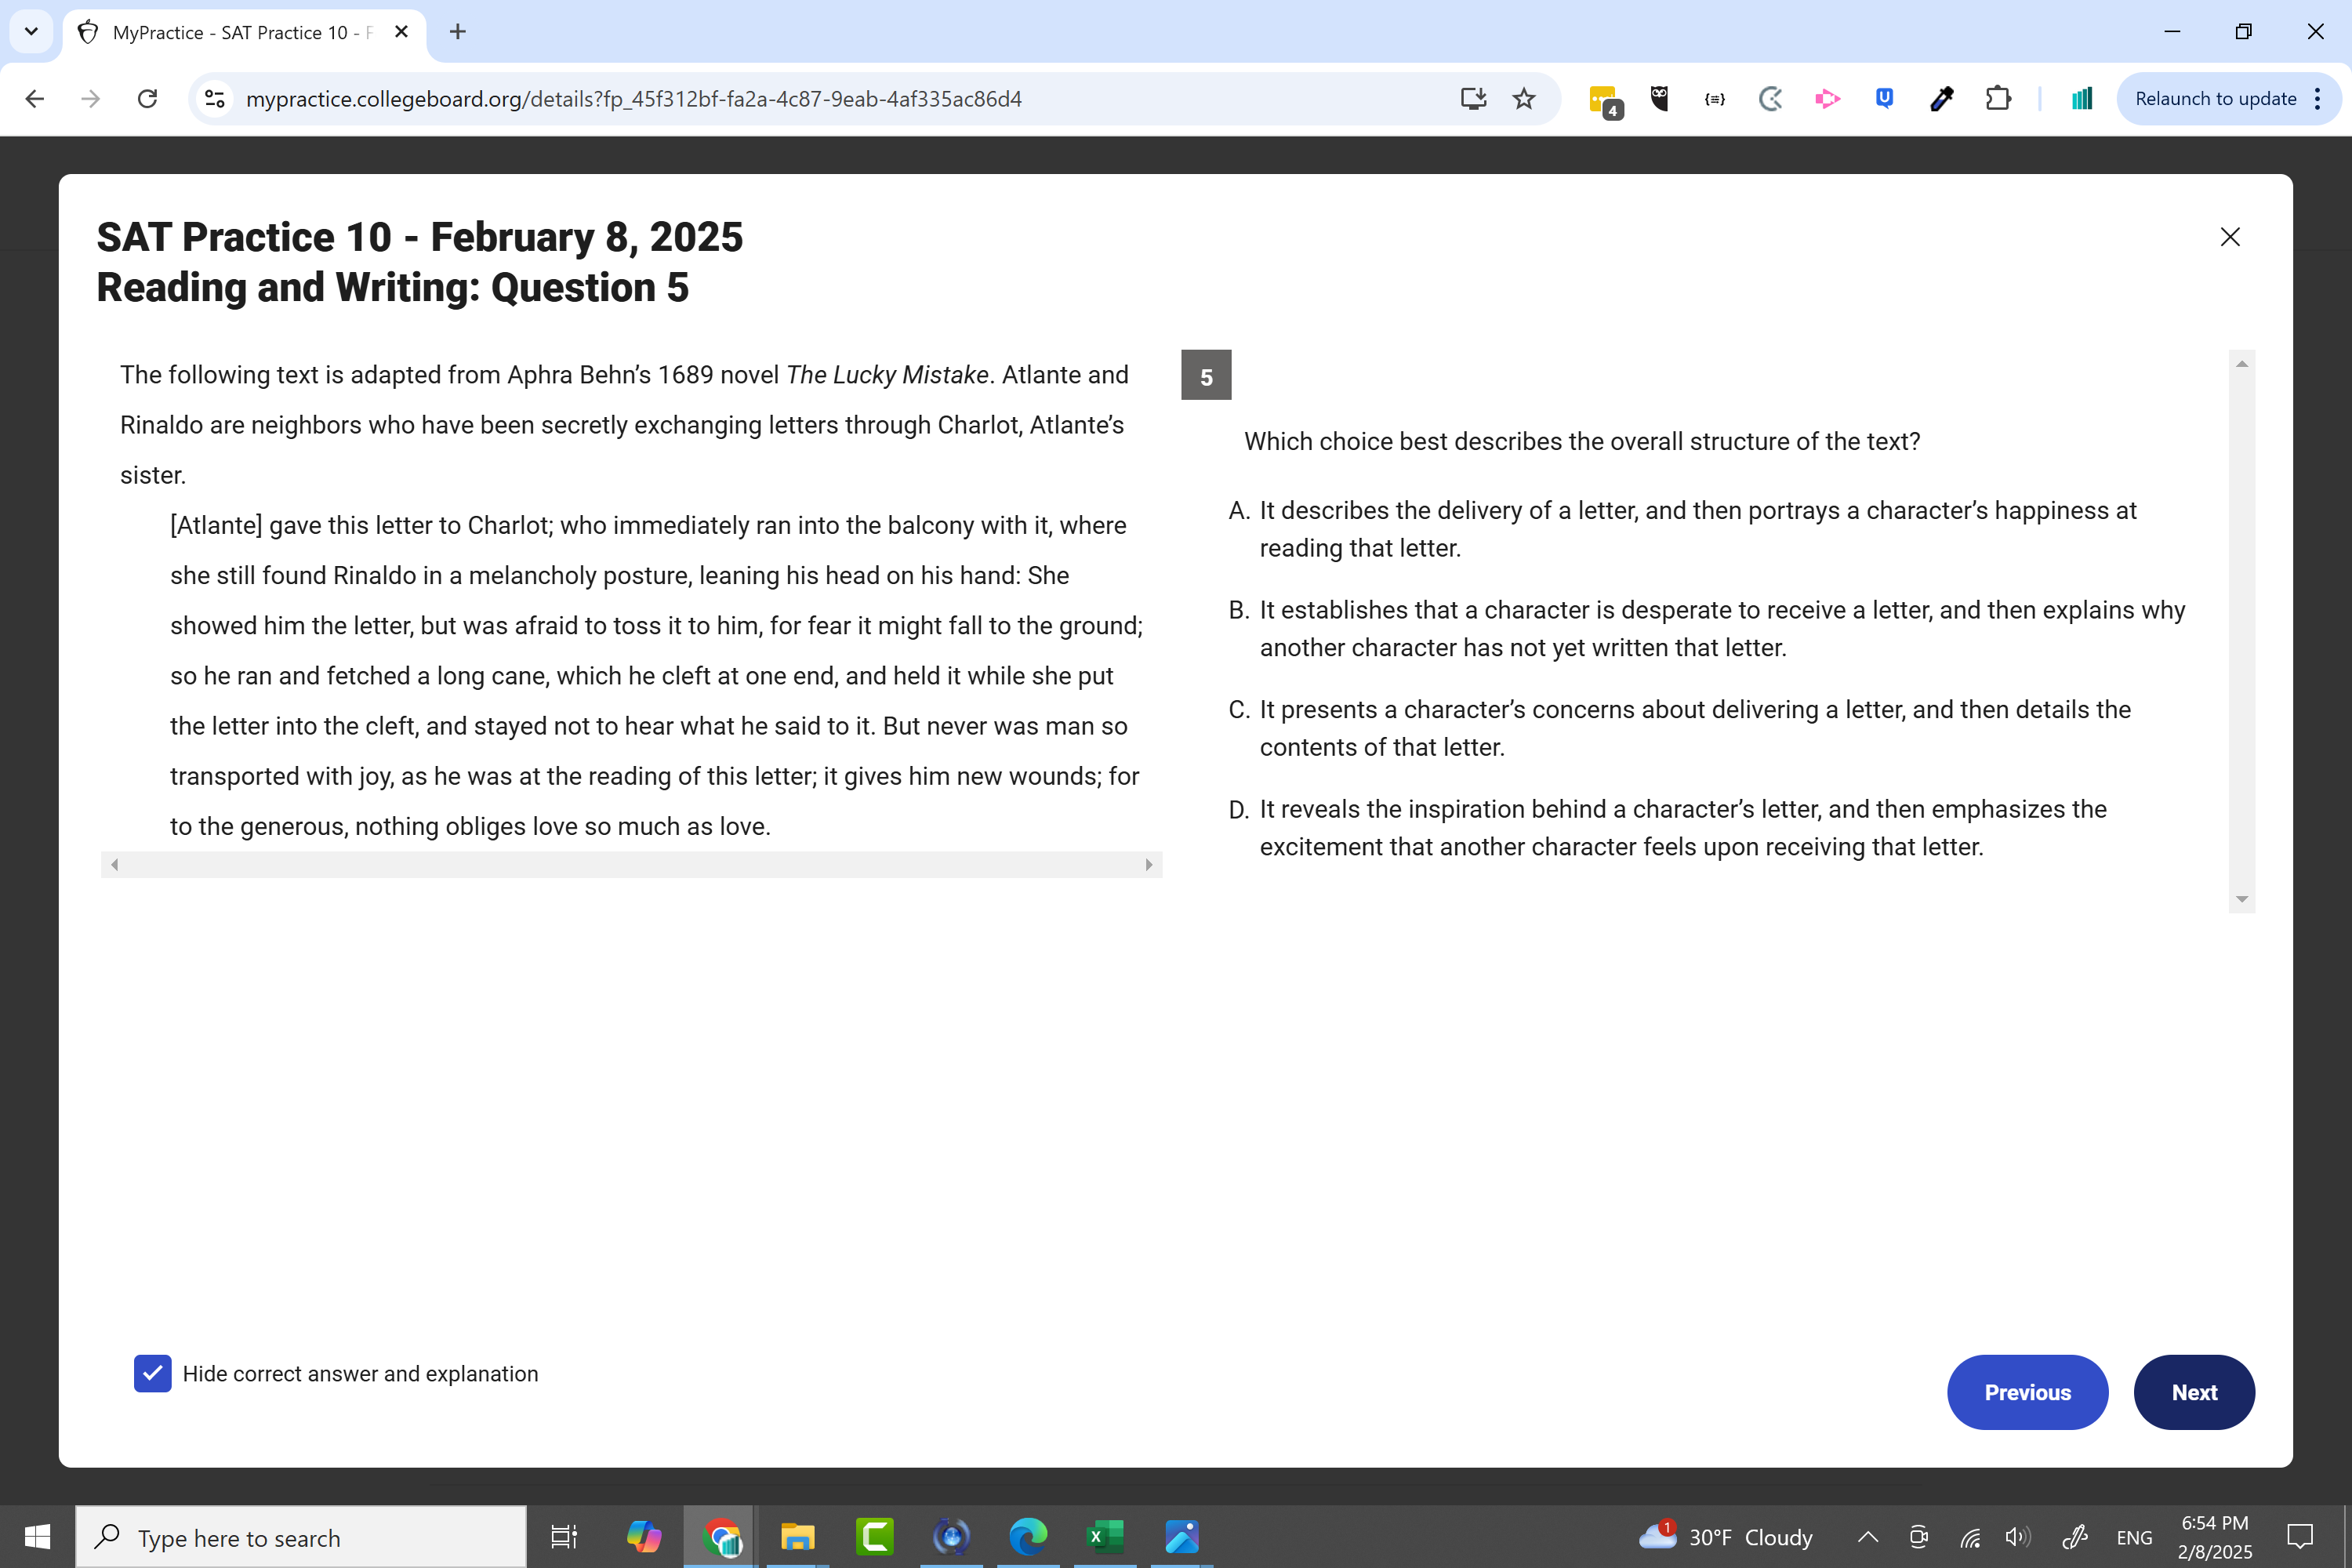 MyPractice - SAT Practice 10 - F
mypractice.collegeboard.org/details?fp_45f312bf-fa2a-4c87-9eab-4af335ac86d4
4
{≡}
U
Relaunch to update
SAT Practice 10 - February 8, 2025
Reading and Writing: Question 5
The following text is adapted from Aphra Behn’s 1689 novel The Lucky Mistake. Atlante and
Rinaldo are neighbors who have been secretly exchanging letters through Charlot, Atlante’s
sister.
[Atlante] gave this letter to Charlot; who immediately ran into the balcony with it, where
she still found Rinaldo in a melancholy posture, leaning his head on his hand: She
showed him the letter, but was afraid to toss it to him, for fear it might fall to the ground;
so he ran and fetched a long cane, which he cleft at one end, and held it while she put
the letter into the cleft, and stayed not to hear what he said to it. But never was man so
transported with joy, as he was at the reading of this letter; it gives him new wounds; for
to the generous, nothing obliges love so much as love.
5
Which choice best describes the overall structure of the text?
A. It describes the delivery of a letter, and then portrays a character’s happiness at
reading that letter.
B. It establishes that a character is desperate to receive a letter, and then explains why
another character has not yet written that letter.
C. It presents a character’s concerns about delivering a letter, and then details the
contents of that letter.
D. It reveals the inspiration behind a character’s letter, and then emphasizes the
excitement that another character feels upon receiving that letter.
Hide correct answer and explanation
Previous
Next
Type here to search
1
30°F Cloudy
ENG
6:54 PM
2/8/2025